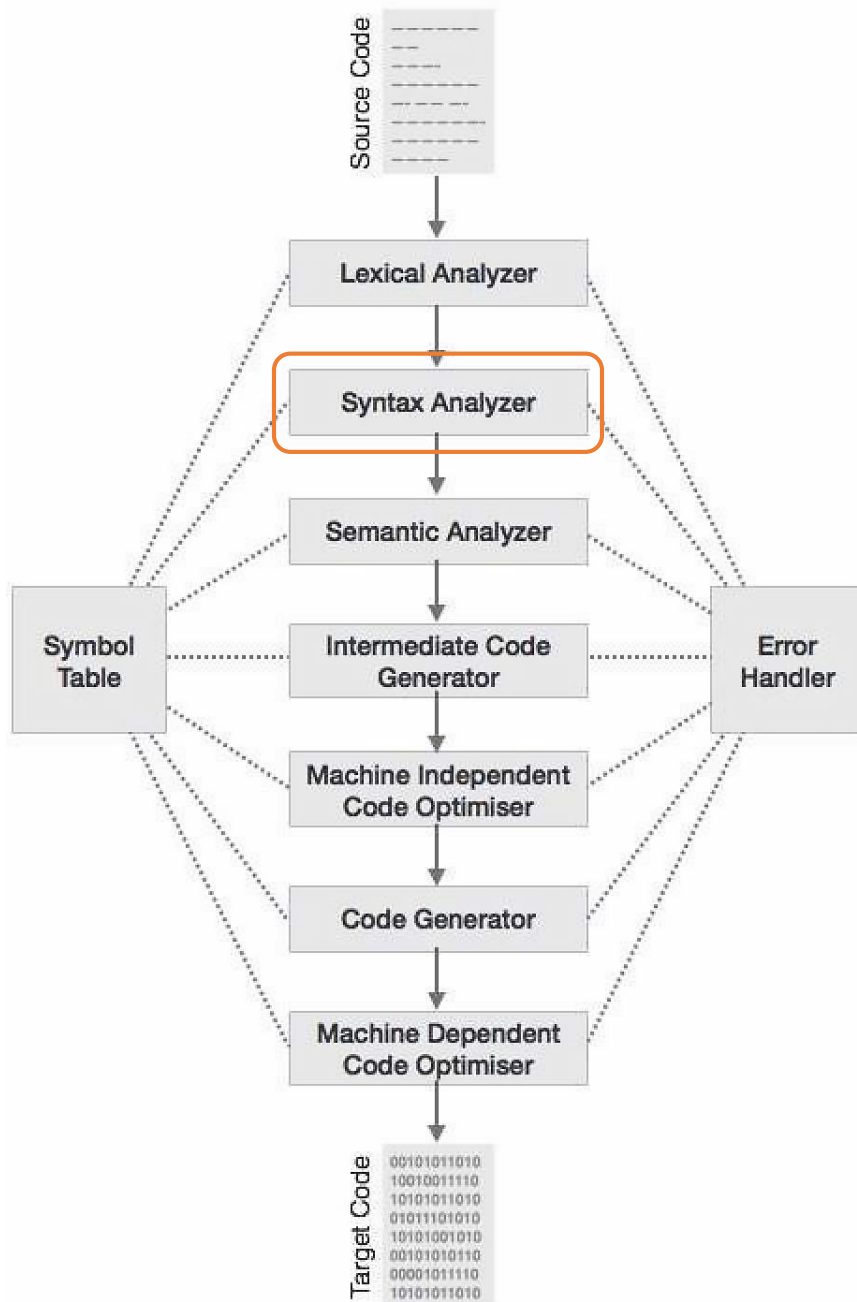 Source Code
Lexical Analyzer
Syntax Analyzer
Semantic Analyzer
Symbol
Table
Intermediate Code
Generator
Error
Handler
Machine Independent
Code Optimiser
Code Generator
Machine Dependent
Code Optimiser
Target Code
00101011010
10010011110
10101011010
01011101010
10101001010
00101010110
00001011110
10101011010